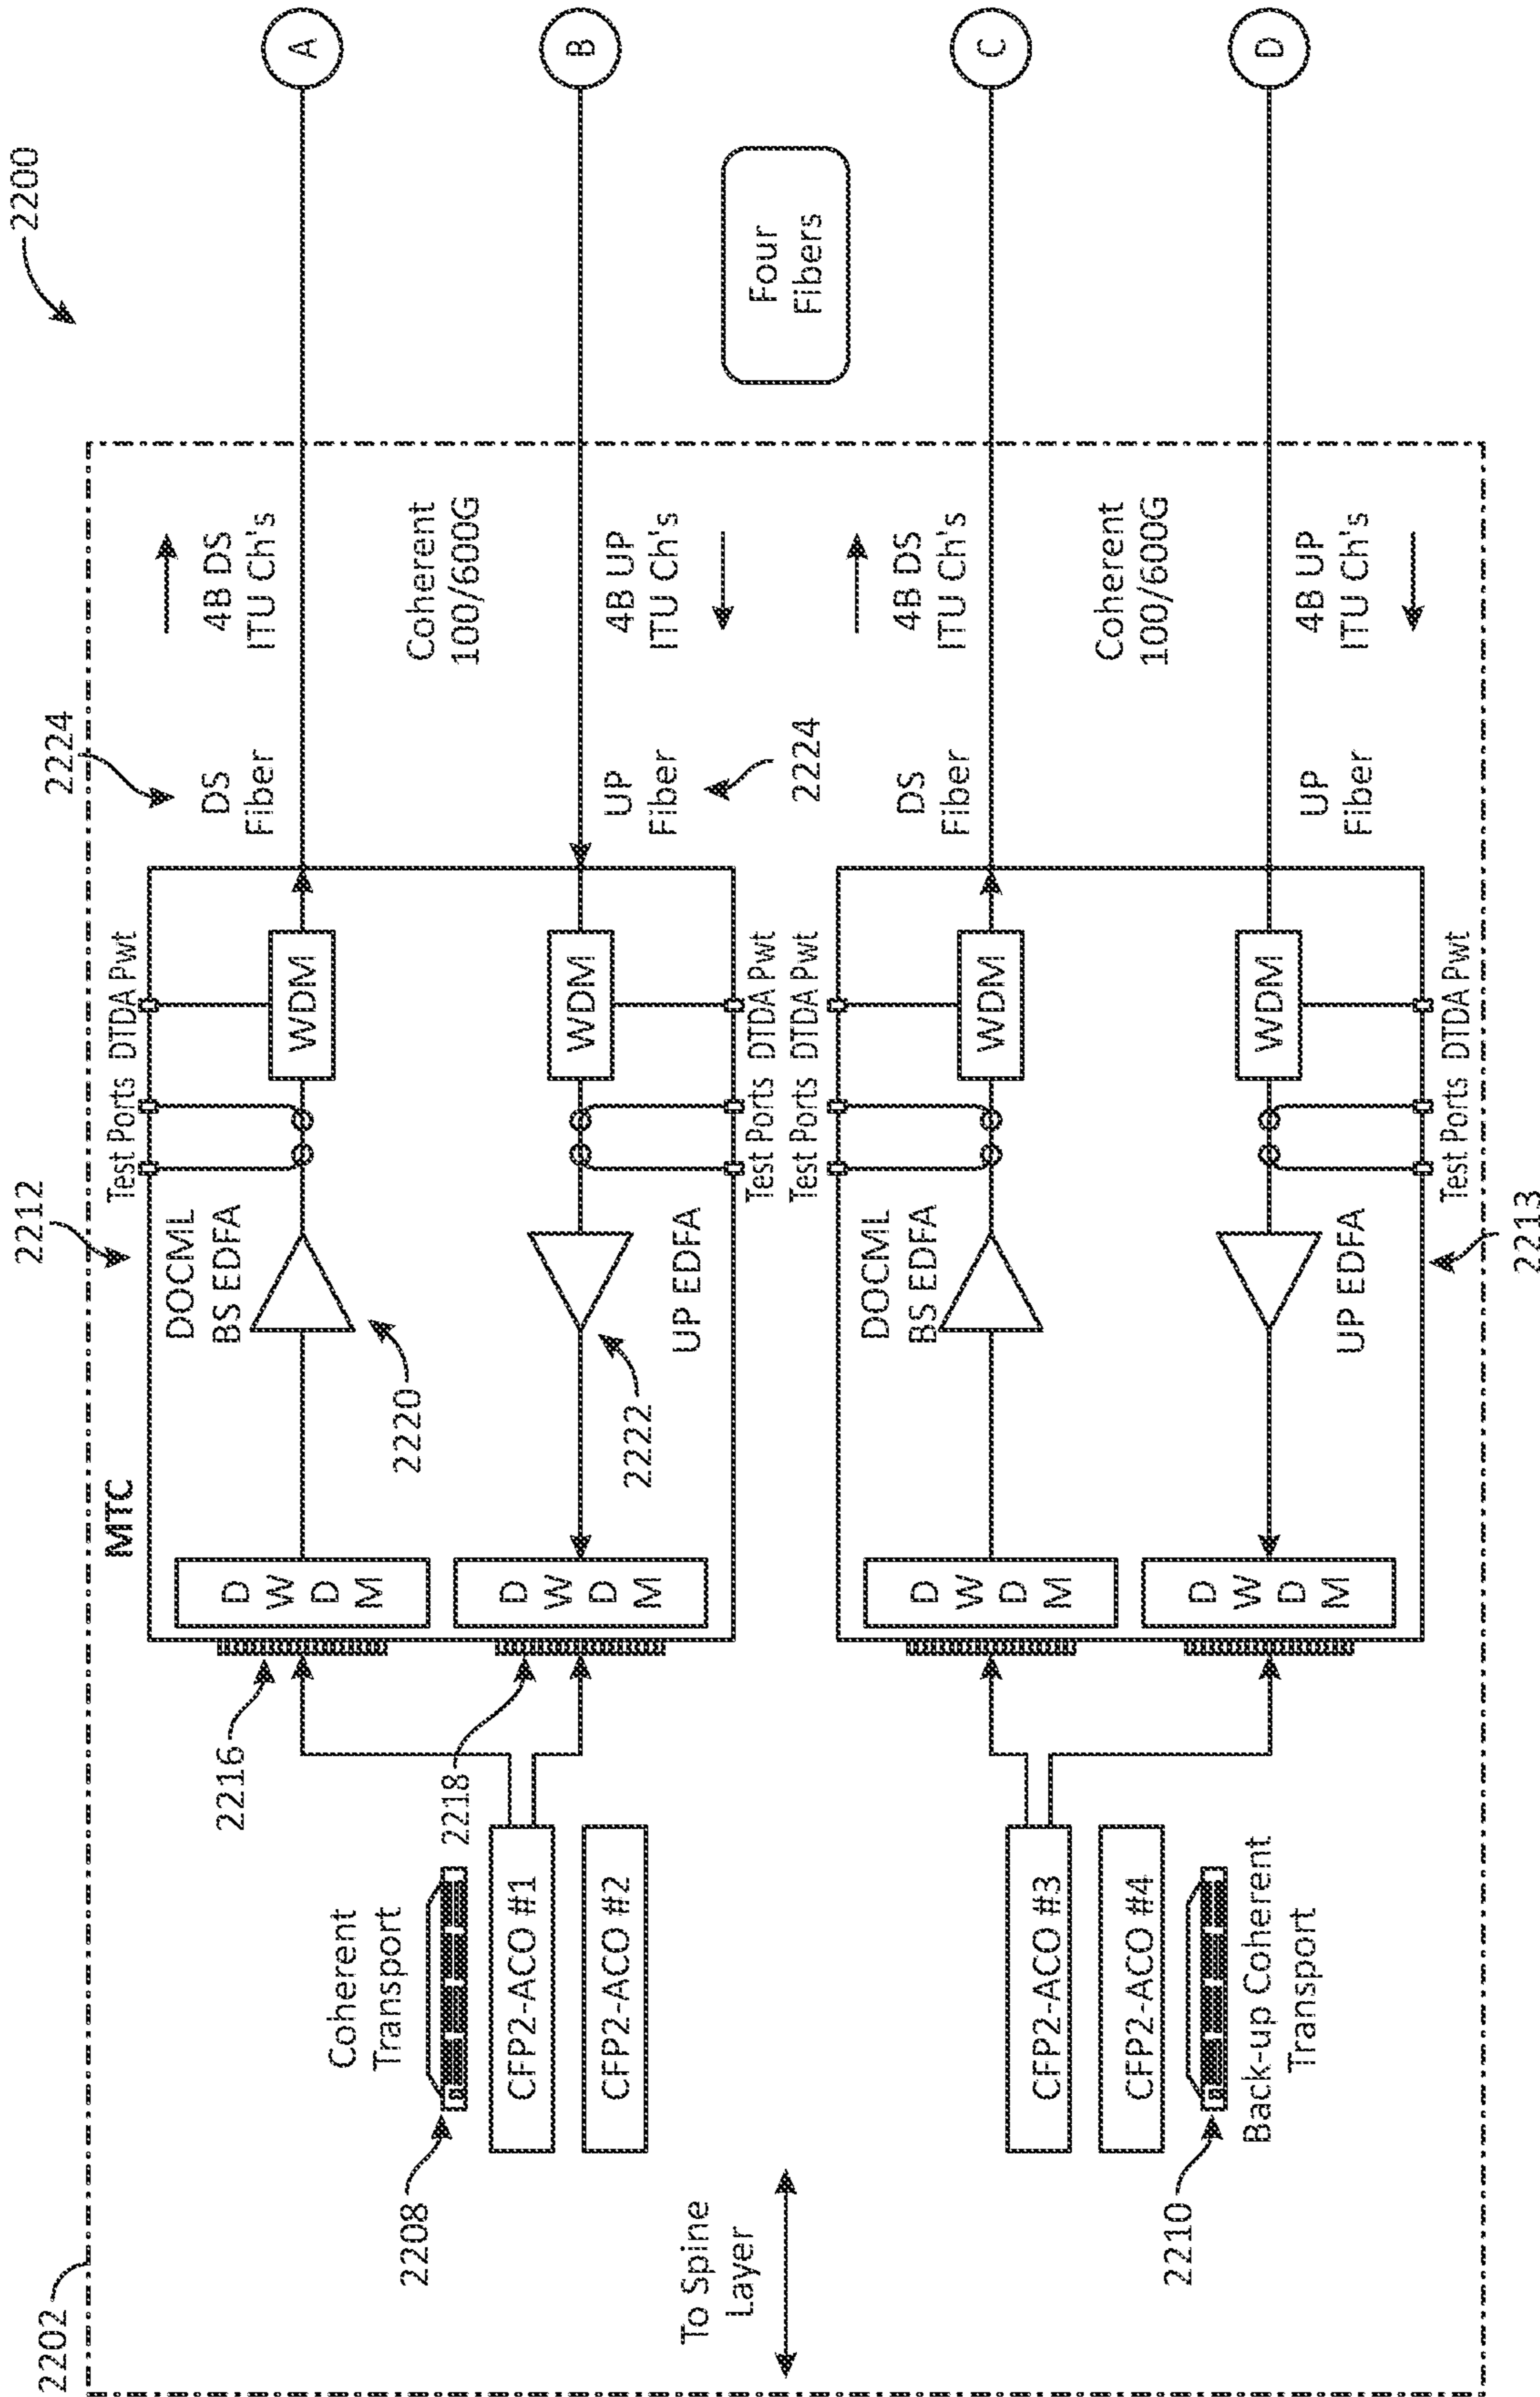 2200
2202
MTC
2212
2224
Test Ports
DTDA Pwt
DOCML
BS EDFA
DS
Fiber
4B DS
ITU Ch's
A
D
W
D
M
WDM
2216
2220
Coherent
Transport
2208
Coherent
100/600G
2218
CFP2-ACO #1
CFP2-ACO #2
D
W
D
M
WDM
B
2222
UP EDFA
UP
Fiber
4B UP
ITU Ch's
2224
Test Ports
DTDA Pwt
To Spine
Layer
Four
Fibers
Test Ports
DTDA Pwt
DOCML
BS EDFA
DS
Fiber
4B DS
ITU Ch's
D
W
D
M
WDM
C
CFP2-ACO #3
CFP2-ACO #4
Coherent
100/600G
2210
Back-up Coherent
Transport
D
W
D
M
WDM
D
UP EDFA
UP
Fiber
4B UP
ITU Ch's
Test Ports
DTDA Pwt
2213